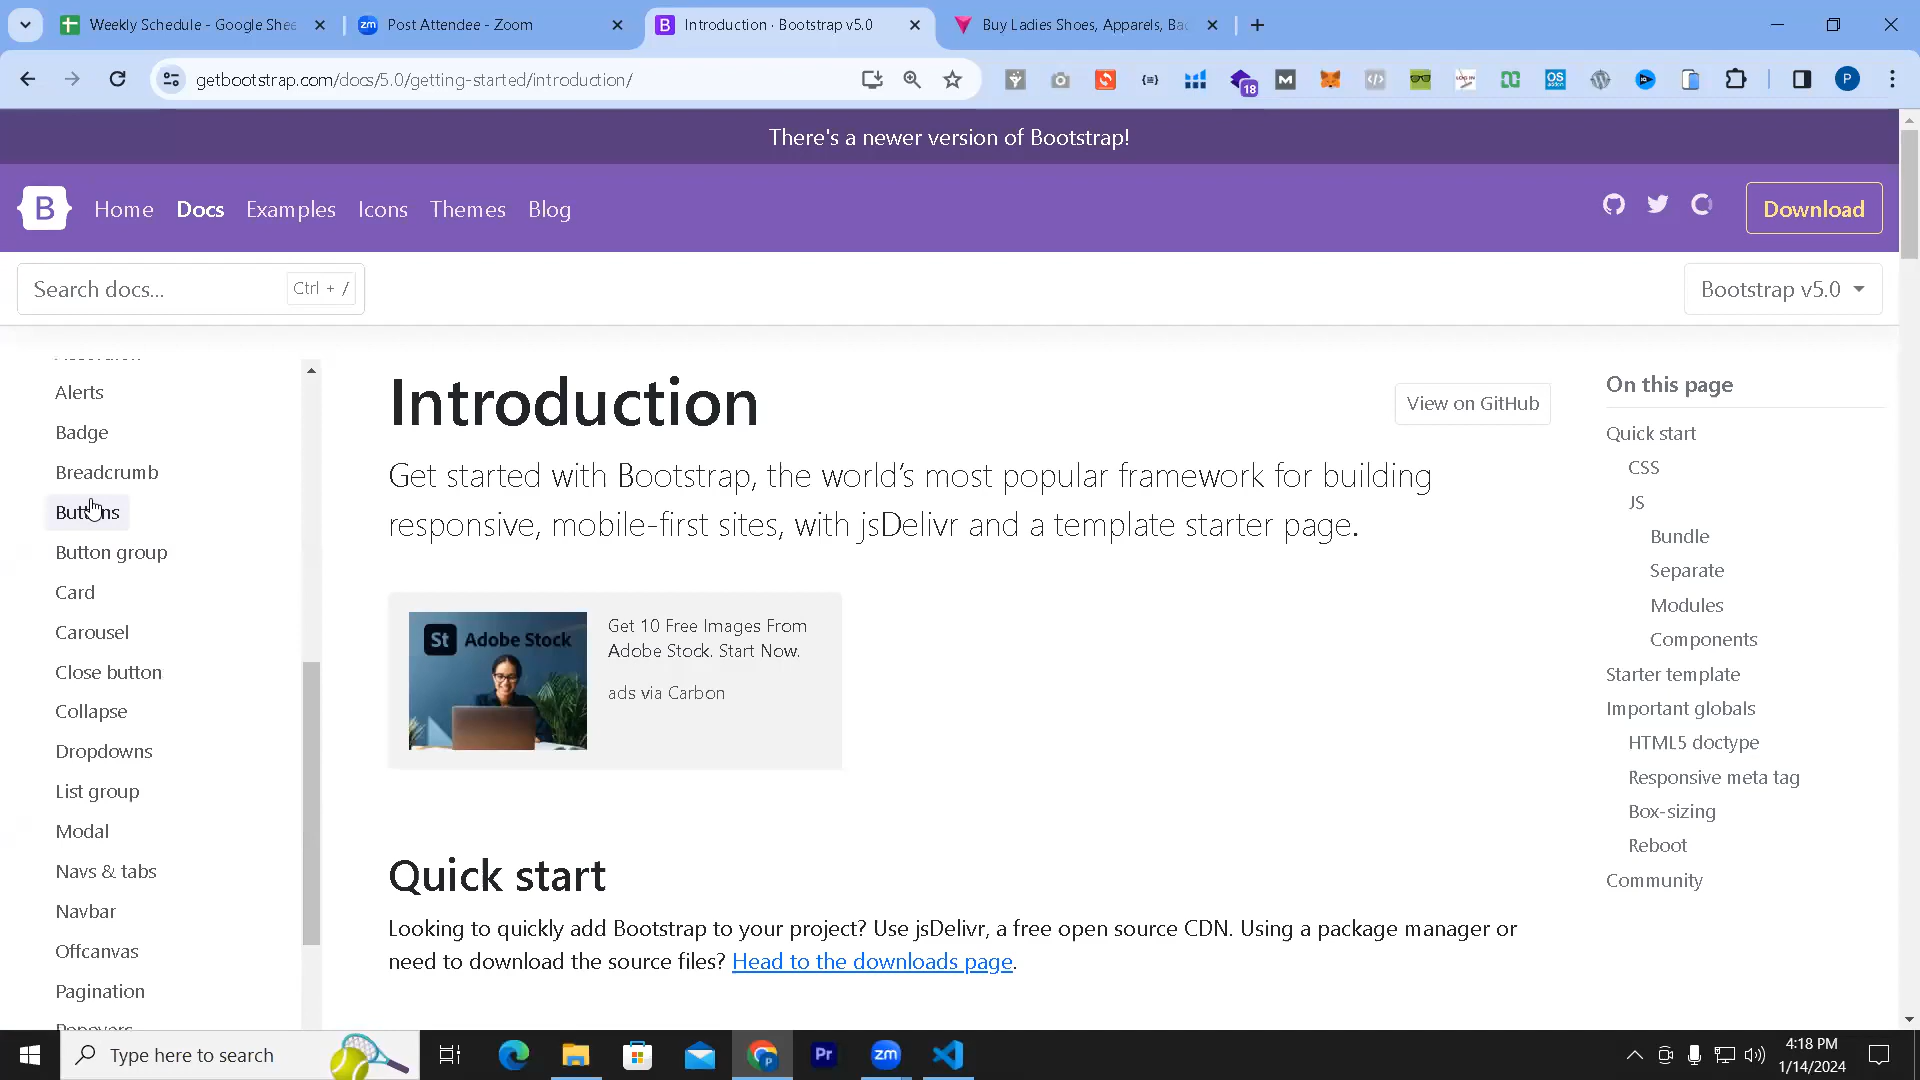 Weekly Schedule - Google Shee
Post Attendee - Zoom
Introduction · Bootstrap v5.0
Buy Ladies Shoes, Apparels, Bac
getbootstrap.com/docs/5.0/getting-started/introduction/
18
P
There's a newer version of Bootstrap!
B
Home
Docs
Examples
Icons
Themes
Blog
Download
Search docs...
Ctrl + /
Bootstrap v5.0
Alerts
Badge
Breadcrumb
Buttons
Button group
Card
Carousel
Close button
Collapse
Dropdowns
List group
Modal
Navs & tabs
Navbar
Offcanvas
Pagination
Popovers
Introduction
View on GitHub
Get started with Bootstrap, the world's most popular framework for building
responsive, mobile-first sites, with jsDelivr and a template starter page.
St Adobe Stock
Get 10 Free Images From
Adobe Stock. Start Now.
ads via Carbon
Quick start
Looking to quickly add Bootstrap to your project? Use jsDelivr, a free open source CDN. Using a package manager or
need to download the source files? Head to the downloads page.
On this page
Quick start
CSS
JS
Bundle
Separate
Modules
Components
Starter template
Important globals
HTML5 doctype
Responsive meta tag
Box-sizing
Reboot
Community
Type here to search
Pr
zm
4:18 PM
1/14/2024